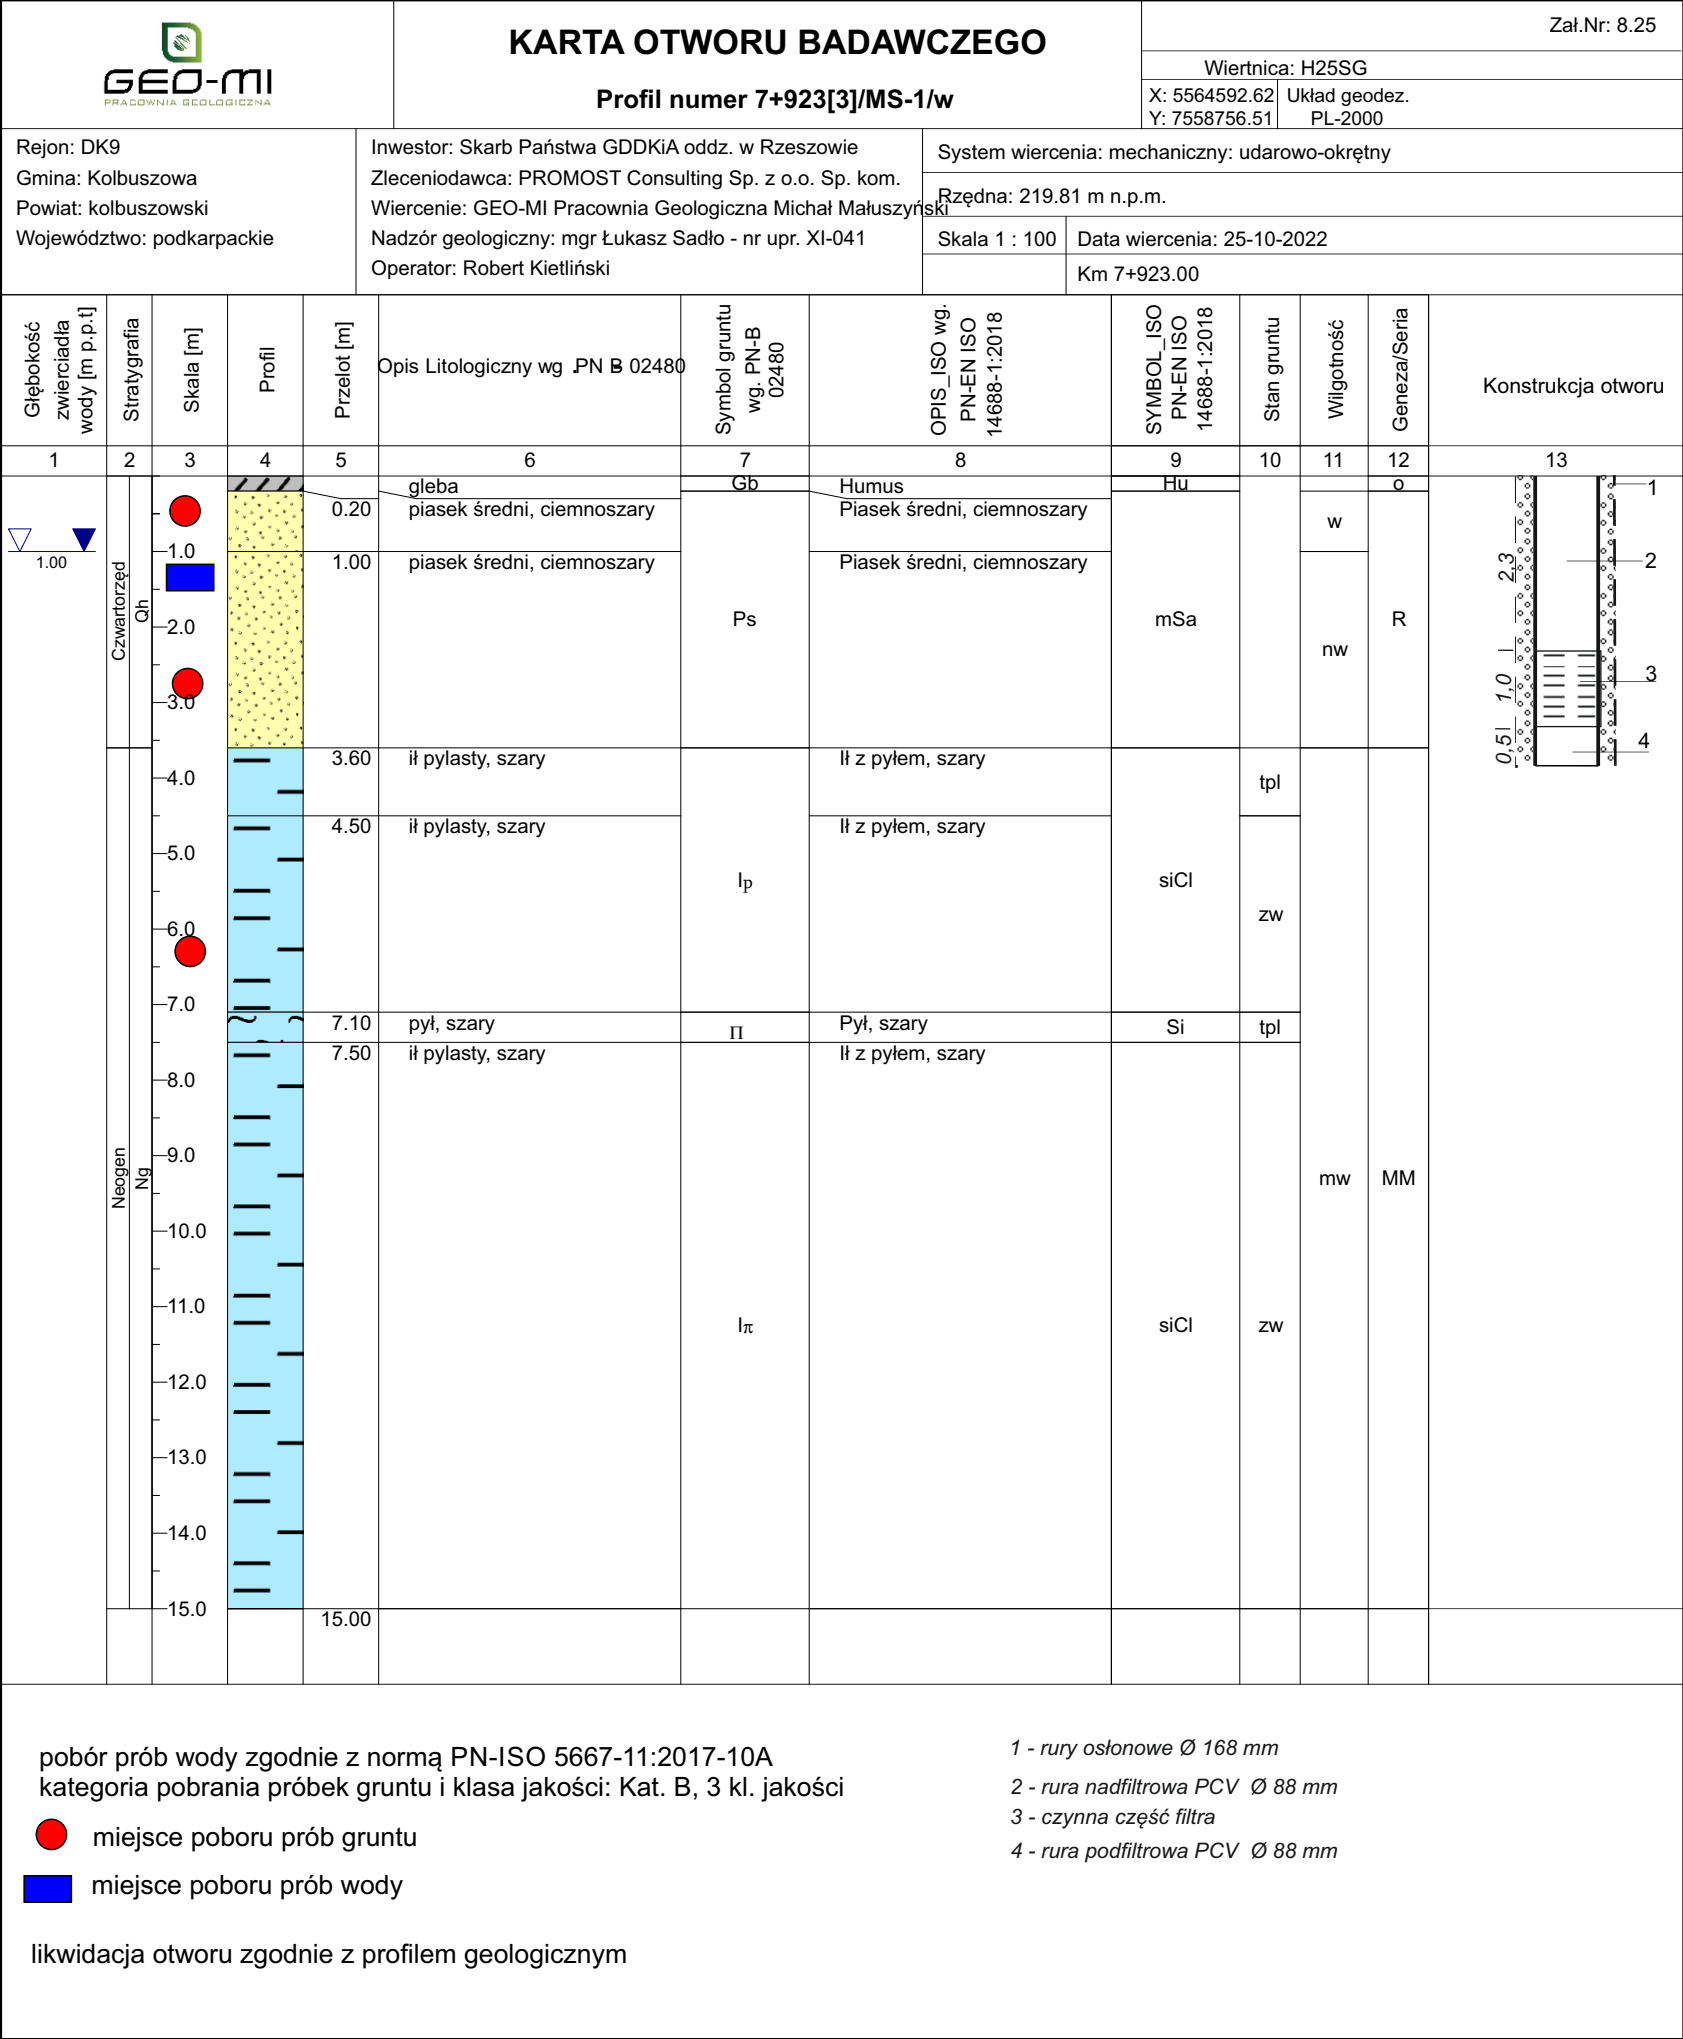 GEO-MI
PRACOWNIA GEOLOGICZNA
KARTA OTWORU BADAWCZEGO
Profil numer 7+923[3]/MS-1/w
Zał.Nr: 8.25
Wiertnica: H25SG
X: 5564592.62
Y: 7558756.51
Układ geodez.
PL-2000
Rejon: DK9
Gmina: Kolbuszowa
Powiat: kolbuszowski
Województwo: podkarpackie
Inwestor: Skarb Państwa GDDKiA oddz. w Rzeszowie
Zleceniodawca: PROMOST Consulting Sp. z o.o. Sp. kom.
Wiercenie: GEO-MI Pracownia Geologiczna Michał Małuszyński
Nadzór geologiczny: mgr Łukasz Sadło - nr upr. XI-041
Operator: Robert Kietliński
System wiercenia: mechaniczny: udarowo-okrętny
Rzędna: 219.81 m n.p.m.
Skala 1 : 100
Data wiercenia: 25-10-2022
Km 7+923.00
Głębokość
zwierciadła
wody [m p.p.t]
Stratygrafia
Skala [m]
Profil
Przelot [m]
Opis Litologiczny wg .PN B 02480
Symbol gruntu
wg. PN-B
02480
OPIS_ISO wg.
PN-EN ISO
14688-1:2018
SYMBOL_ISO
PN-EN ISO
14688-1:2018
Stan gruntu
Wilgotność
Geneza/Seria
Konstrukcja otworu
1 2 3 4 5 6 7 8 9 10 11 12 13
gleba Gb Humus Hu o
0.20 piasek średni, ciemnoszary Piasek średni, ciemnoszary
w
1.00
1.00 piasek średni, ciemnoszary Piasek średni, ciemnoszary
Ps mSa R
nw
Czwartorzęd
Qh
3.60 ił pylasty, szary Ił z pyłem, szary
tpl
4.50 ił pylasty, szary Ił z pyłem, szary
Ip siCl
zw
7.10 pył, szary Π Pył, szary Si tpl
7.50 ił pylasty, szary Ił z pyłem, szary
Neogen
Ng
mw MM
Iπ siCl zw
15.00
1.0
2.0
3.0
4.0
5.0
6.0
7.0
8.0
9.0
10.0
11.0
12.0
13.0
14.0
15.0
2,3
1,0
0,5
1
2
3
4
pobór prób wody zgodnie z normą PN-ISO 5667-11:2017-10A
kategoria pobrania próbek gruntu i klasa jakości: Kat. B, 3 kl. jakości
miejsce poboru prób gruntu
miejsce poboru prób wody
likwidacja otworu zgodnie z profilem geologicznym
1 - rury osłonowe Ø 168 mm
2 - rura nadfiltrowa PCV Ø 88 mm
3 - czynna część filtra
4 - rura podfiltrowa PCV Ø 88 mm